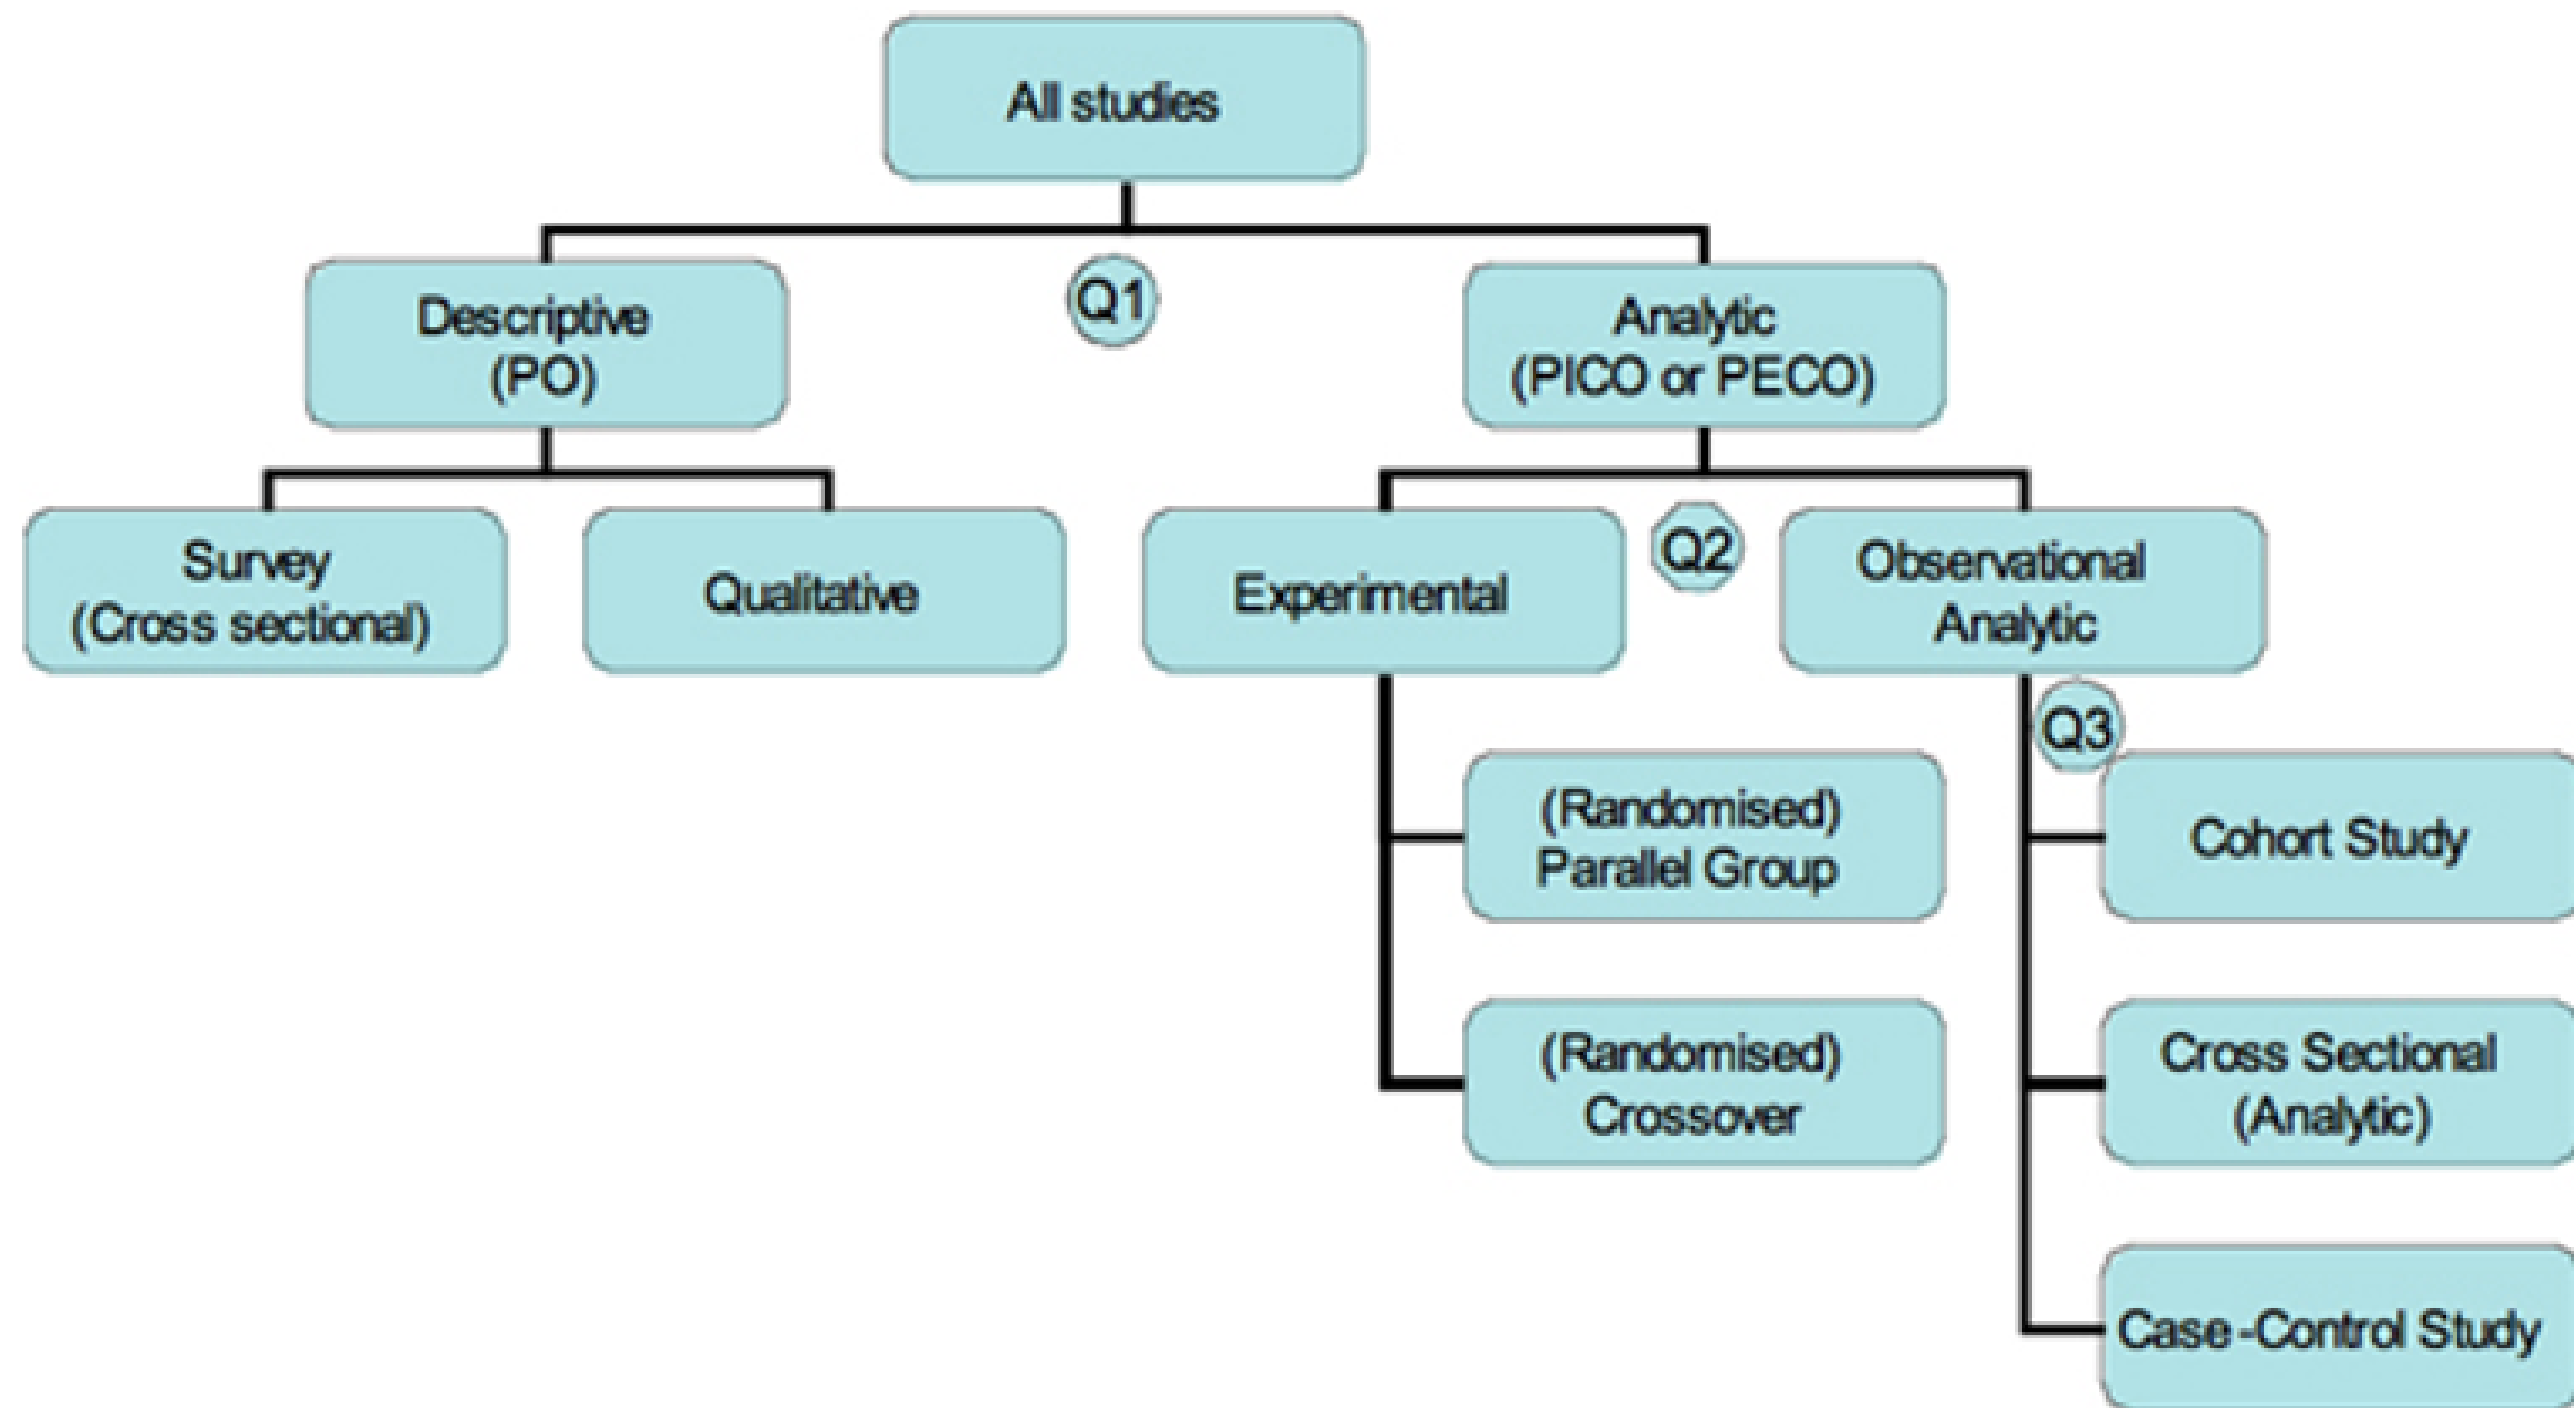 All studies
Descriptive
(PO)
Q1
Analytic
(PICO or PECO)
Survey
(Cross sectional)
Qualitative
Experimental
Q2
Observational
Analytic
Q3
(Randomised)
Parallel Group
Cohort Study
(Randomised)
Crossover
Cross Sectional
(Analytic)
Case-Control Study